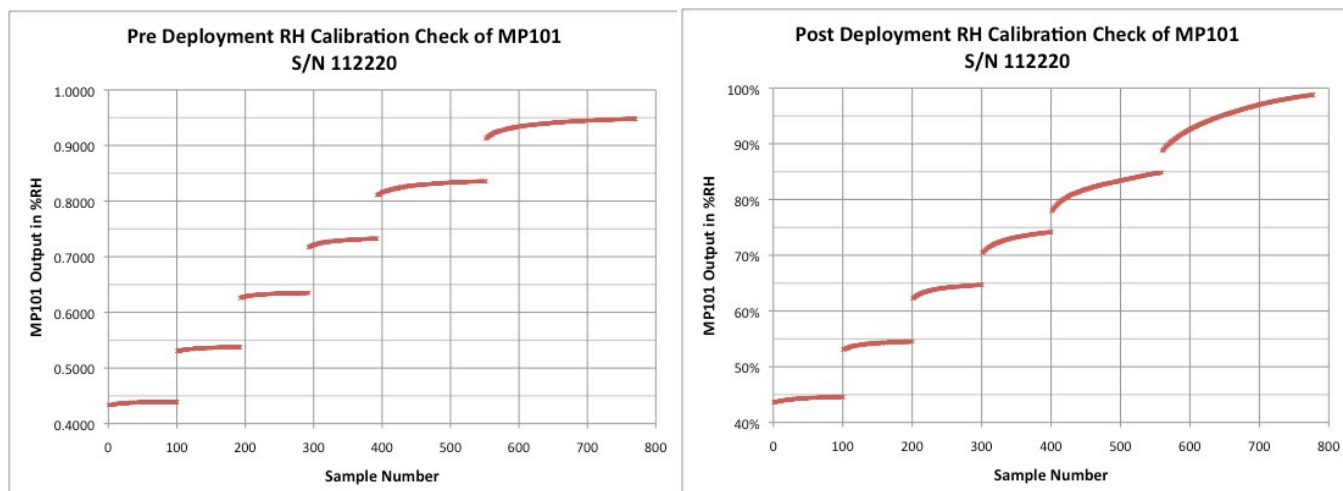 Pre Deployment RH Calibration Check of MP101
S/N 112220
MP101 Output in %RH
1.0000
0.9000
0.8000
0.7000
0.6000
0.5000
0.4000
0 100 200 300 400 500 600 700 800
Sample Number
Post Deployment RH Calibration Check of MP101
S/N 112220
MP101 Output in %RH
100%
90%
80%
70%
60%
50%
40%
0 100 200 300 400 500 600 700 800
Sample Number